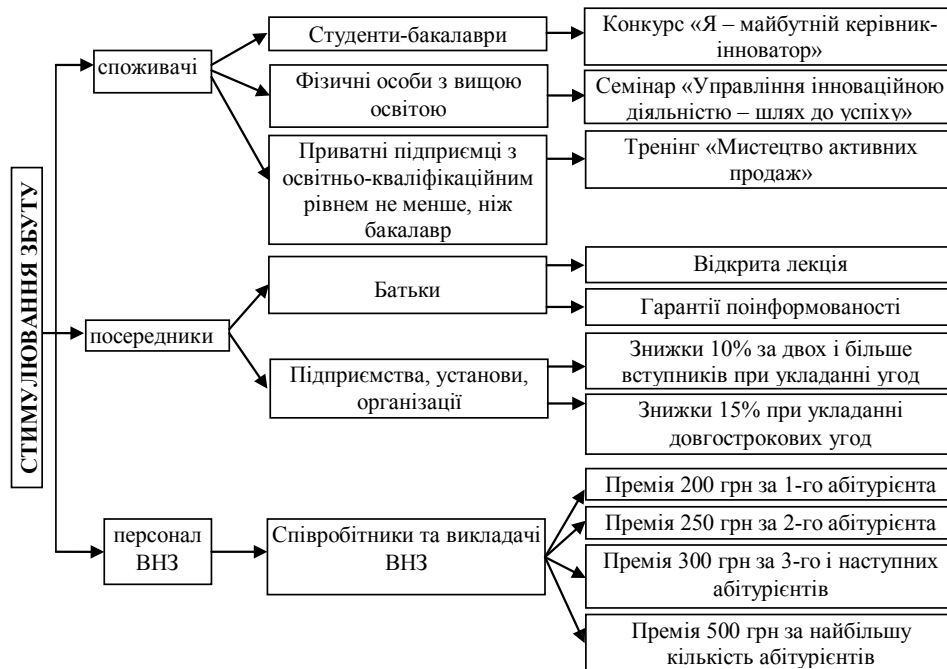 СТИМУЛЮВАННЯ ЗБУТУ
споживачі
Студенти-бакалаври
Конкурс «Я – майбутній керівник-
інноватор»
Фізичні особи з вищою
освітою
Семінар «Управління інноваційною
діяльністю – шлях до успіху»
Приватні підприємці з
освітньо-кваліфікаційним
рівнем не менше, ніж
бакалавр
Тренінг «Мистецтво активних
продаж»
посередники
Батьки
Відкрита лекція
Гарантії поінформованості
Підприємства, установи,
організації
Знижки 10% за двох і більше
вступників при укладанні угод
Знижки 15% при укладанні
довгострокових угод
персонал
ВНЗ
Співробітники та викладачі
ВНЗ
Премія 200 грн за 1-го абітурієнта
Премія 250 грн за 2-го абітурієнта
Премія 300 грн за 3-го і наступних
абітурієнтів
Премія 500 грн за найбільшу
кількість абітурієнтів